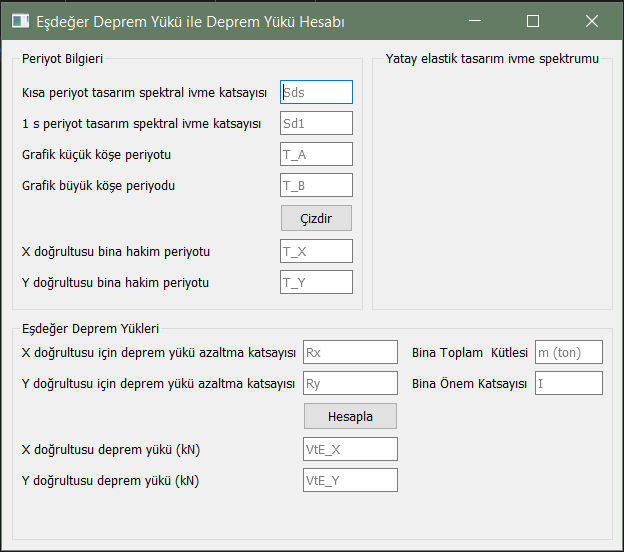 Eşdeğer Deprem Yükü ile Deprem Yükü Hesabı
Periyot Bilgieri
Kısa periyot tasarım spektral ivme katsayısı Sds
1 s periyot tasarım spektral ivme katsayısı Sd1
Grafik küçük köşe periyotu T_A
Grafik büyük köşe periyodu T_B
Çizdir
X doğrultusu bina hakim periyotu T_X
Y doğrultusu bina hakim periyotu T_Y
Yatay elastik tasarım ivme spektrumu
Eşdeğer Deprem Yükleri
X doğrultusu için deprem yükü azaltma katsayısı Rx Bina Toplam Kütlesi m (ton)
Y doğrultusu için deprem yükü azaltma katsayısı Ry Bina Önem Katsayısı I
Hesapla
X doğrultusu deprem yükü (kN) VtE_X
Y doğrultusu deprem yükü (kN) VtE_Y